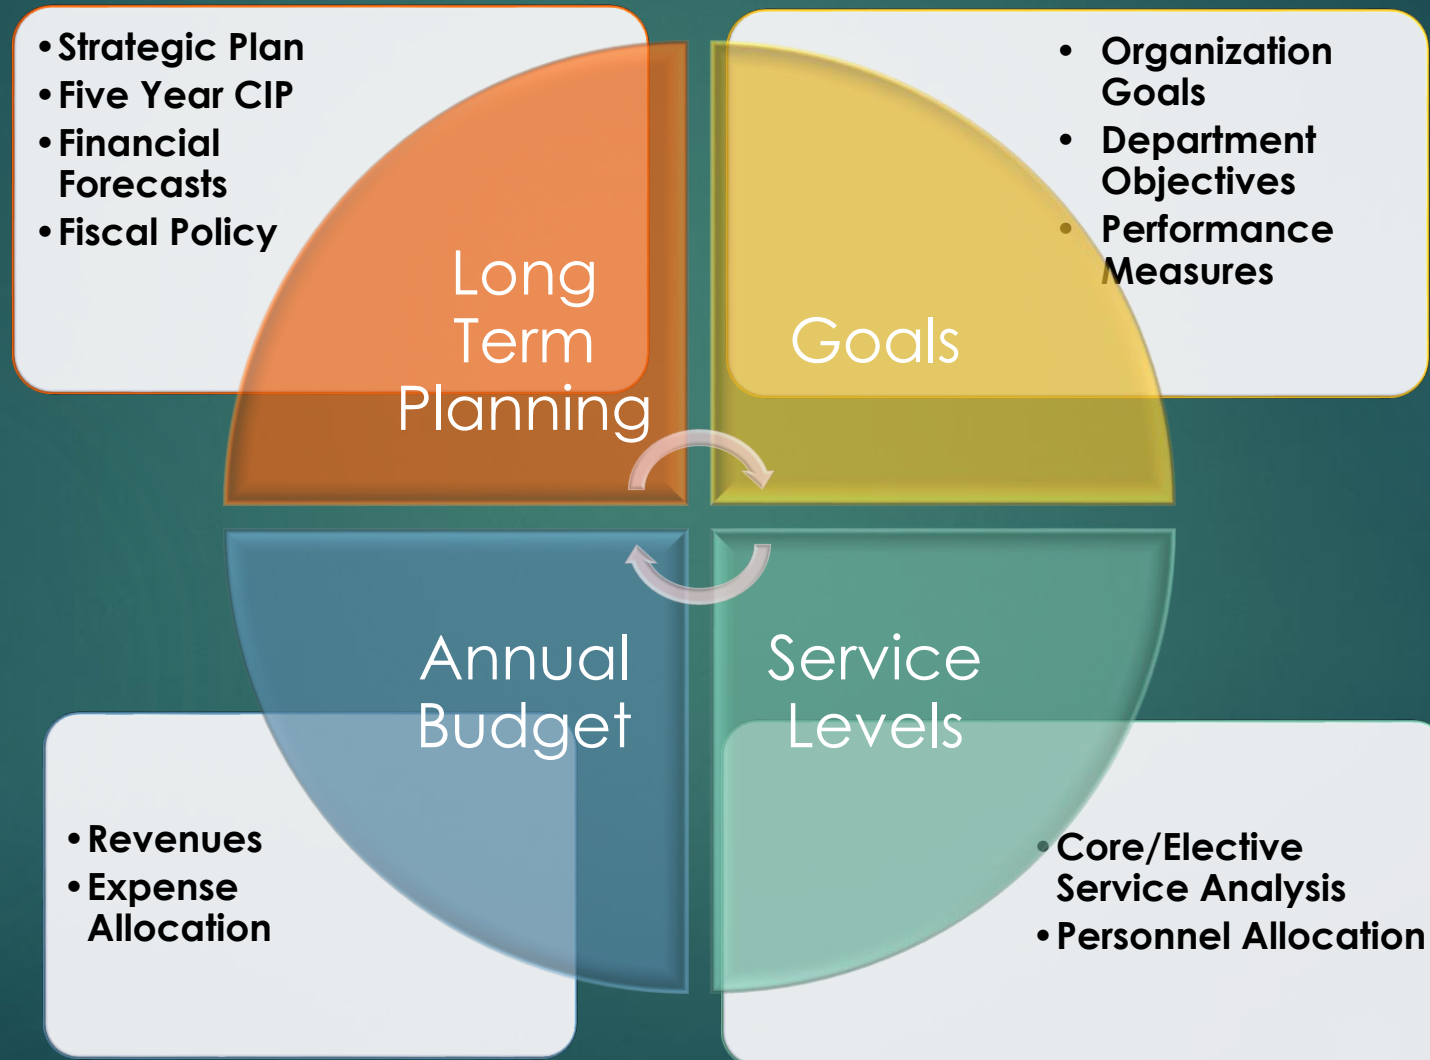 • Strategic Plan
• Five Year CIP
• Financial
Forecasts
• Fiscal Policy
Long
Term
Planning
• Organization
Goals
• Department
Objectives
• Performance
Measures
Goals
Annual
Budget
• Revenues
• Expense
Allocation
Service
Levels
• Core/Elective
Service Analysis
• Personnel Allocation